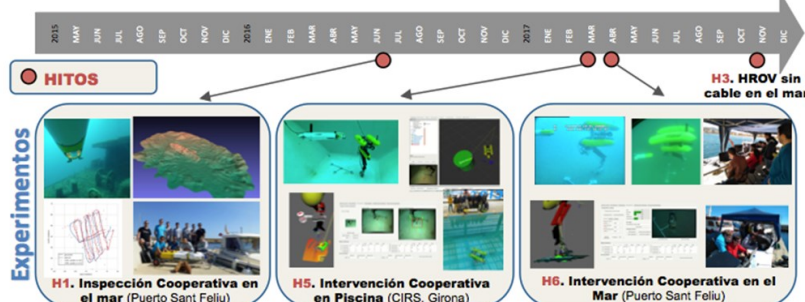 2015 MAY JUN JUL AGO SEP OCT NOV DIC 2016 ENE FEB MAR ABR MAY JUN JUL AGO SEP OCT NOV DIC 2017 ENE FEB MAR ABR MAY JUN JUL AGO SEP OCT NOV DIC
HITOS
H3. HROV sin
cable en el mar
Experimentos
H1. Inspección Cooperativa en
el mar (Puerto Sant Feliu)
H5. Intervención Cooperativa
en Piscina (CIRS, Girona)
H6. Intervención Cooperativa en el
Mar (Puerto Sant Feliu)